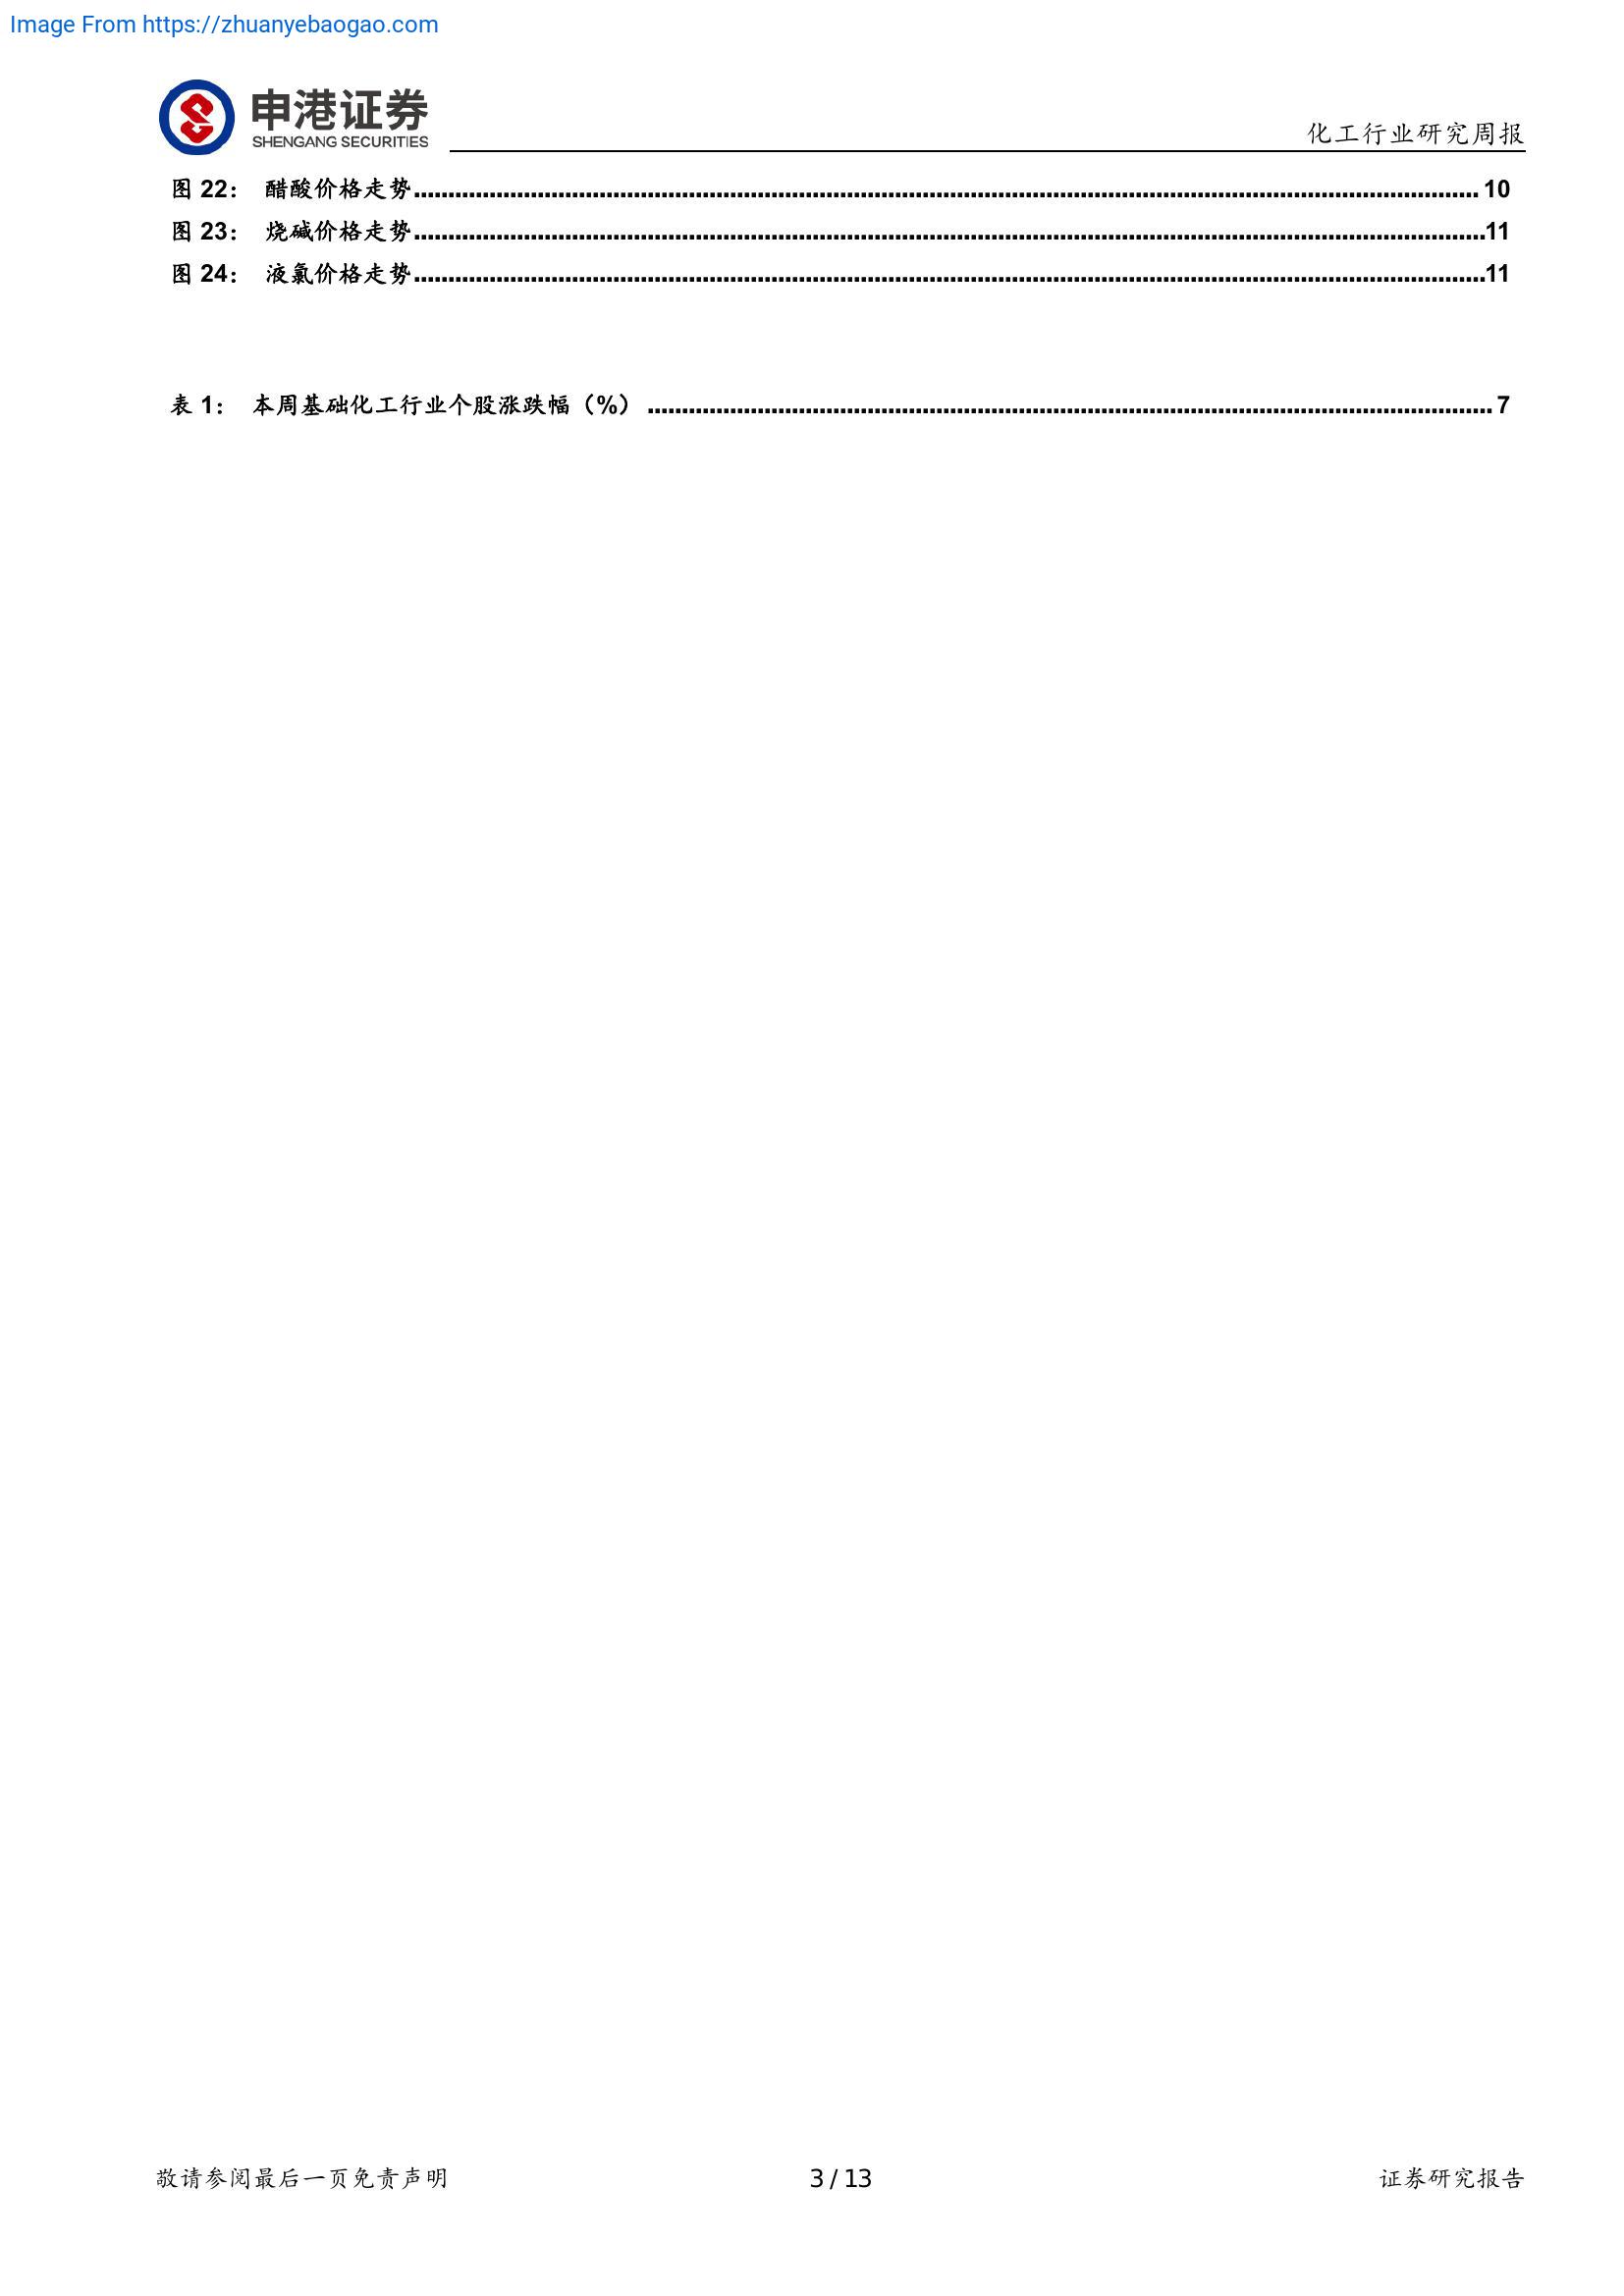 Image From https://zhuanyebaogao.com
申港证券
SHENGANG SECURITIES
化工行业研究周报
图 22： 醋酸价格走势 10
图 23： 烧碱价格走势 11
图 24： 液氯价格走势 11
表 1： 本周基础化工行业个股涨跌幅（%） 7
敬请参阅最后一页免责声明 3 / 13 证券研究报告